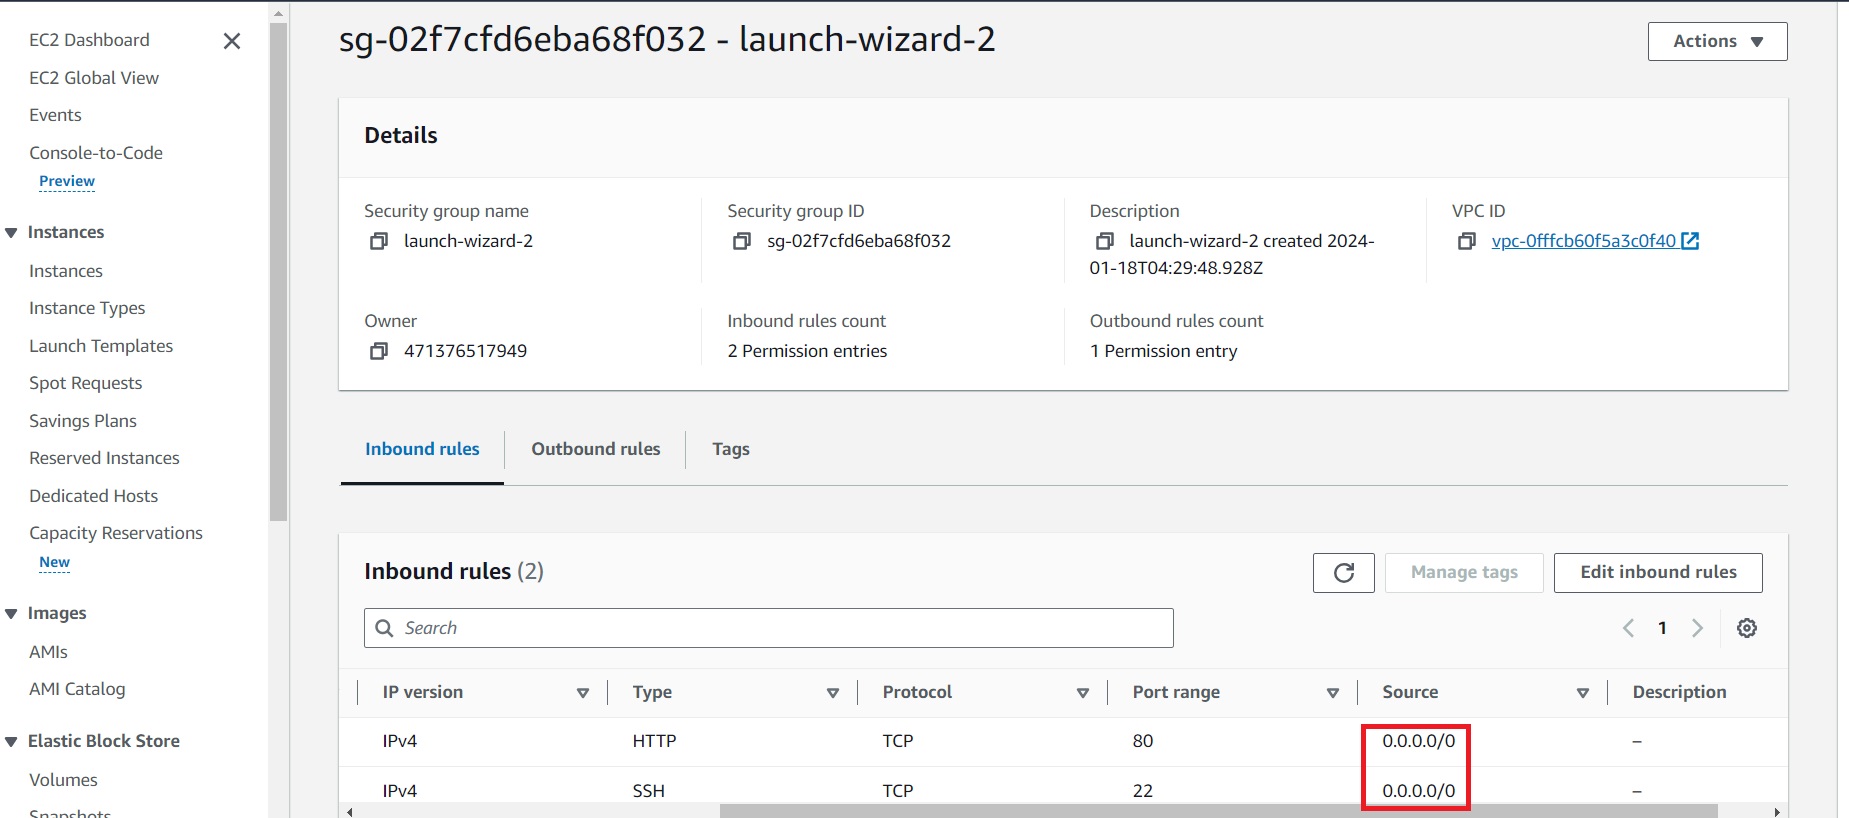 EC2 Dashboard
EC2 Global View
Events
Console-to-Code
Preview
Instances
Instances
Instance Types
Launch Templates
Spot Requests
Savings Plans
Reserved Instances
Dedicated Hosts
Capacity Reservations
New
Images
AMIs
AMI Catalog
Elastic Block Store
Volumes
Snapshots
sg-02f7cfd6eba68f032 - launch-wizard-2
Actions
Details
Security group name
launch-wizard-2
Security group ID
sg-02f7cfd6eba68f032
Description
launch-wizard-2 created 2024-
01-18T04:29:48.928Z
VPC ID
vpc-0fffcb60f5a3c0f40
Owner
471376517949
Inbound rules count
2 Permission entries
Outbound rules count
1 Permission entry
Inbound rules Outbound rules Tags
Inbound rules (2)
Manage tags
Edit inbound rules
Search
1
IP version Type Protocol Port range Source Description
IPv4 HTTP TCP 80 0.0.0.0/0 –
IPv4 SSH TCP 22 0.0.0.0/0 –